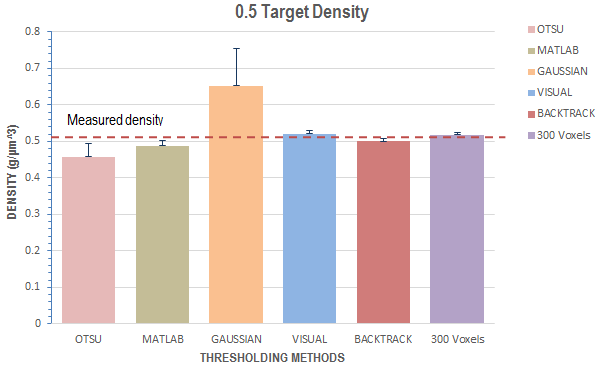 0.5 Target Density
0.8
0.7
0.6
0.5
0.4
0.3
0.2
0.1
0
DENSITY (g/µm^3)
Measured density
OTSU
MATLAB
GAUSSIAN
VISUAL
BACKTRACK
300 Voxels
THRESHOLDING METHODS
OTSU
MATLAB
GAUSSIAN
VISUAL
BACKTRACK
300 Voxels